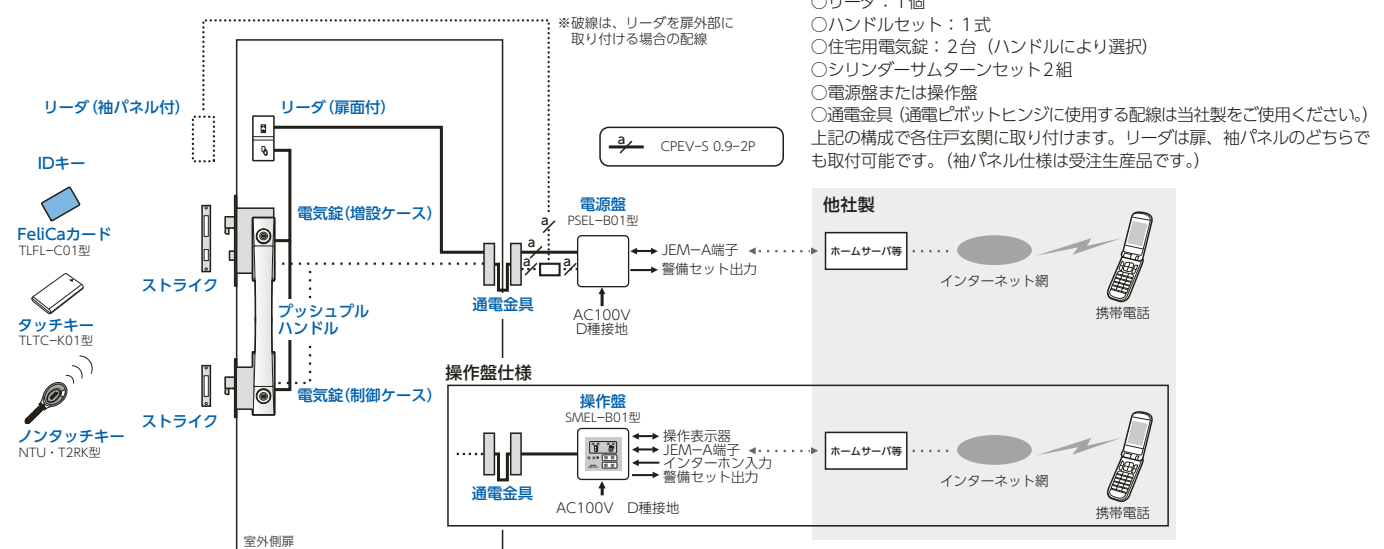 ○リーダ：1個
○ハンドルセット：1式
○住宅用電気錠：2台（ハンドルにより選択）
○シリンダーサムターンセット2組
○電源盤または操作盤
○通電金具（通電ピボットヒンジに使用する配線は当社製をご使用ください。）
上記の構成で各住戸玄関に取り付けます。リーダは扉、袖パネルのどちらで
も取付可能です。（袖パネル仕様は受注生産品です。）
※破線は、リーダを扉外部に
取り付ける場合の配線
リーダ（袖パネル付）
リーダ（扉面付）
a
CPEV-S 0.9-2P
IDキー
FeliCaカード
TLFL-C01型
タッチキー
TLTC-K01型
ノンタッチキー
NTU・T2RK型
ストライク
ストライク
電気錠（増設ケース）
プッシュプル
ハンドル
電気錠（制御ケース）
室外側扉
通電金具
a
a
a
a
電源盤
PSEL-B01型
JEM-A端子
警備セット出力
AC100V
D種接地
他社製
ホームサーバ等
インターネット網
携帯電話
操作盤仕様
通電金具
操作盤
SMEL-B01型
操作表示器
JEM-A端子
インターホン入力
警備セット出力
AC100V D種接地
ホームサーバ等
インターネット網
携帯電話